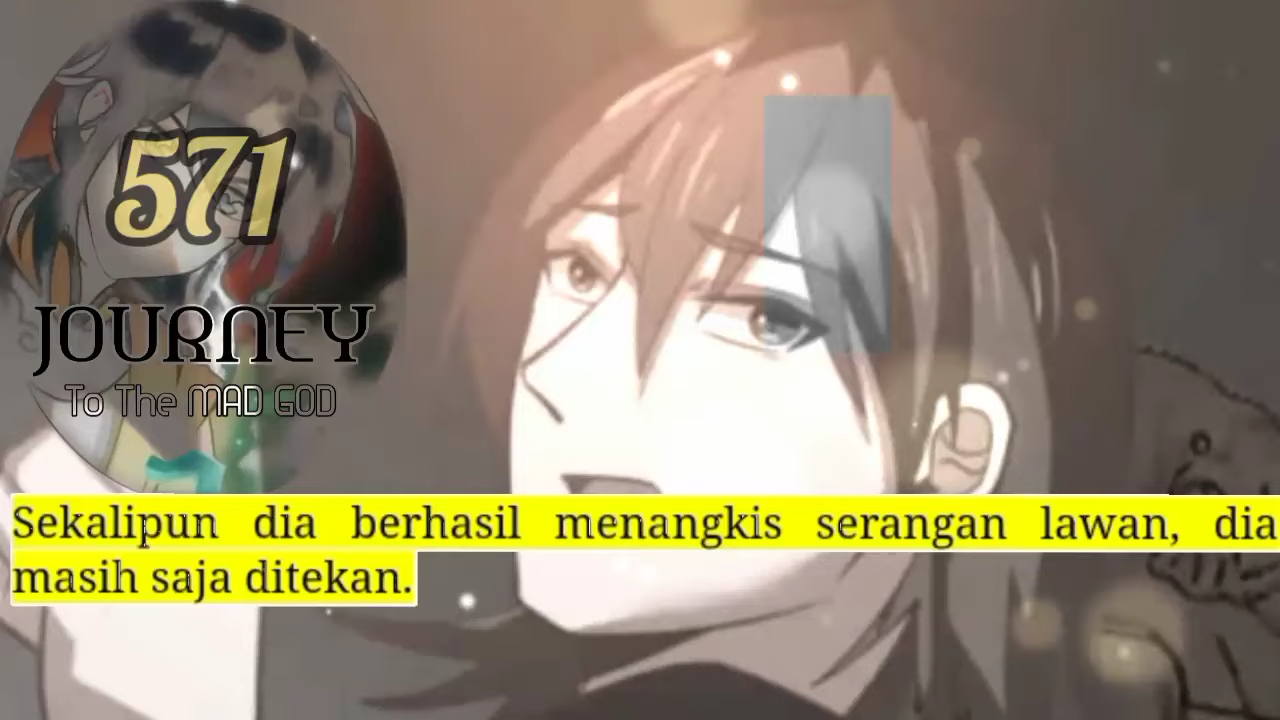 571
JOURNEY
To The MAD GOD
Sekalipun dia berhasil menangkis serangan lawan, dia
masih saja ditekan.